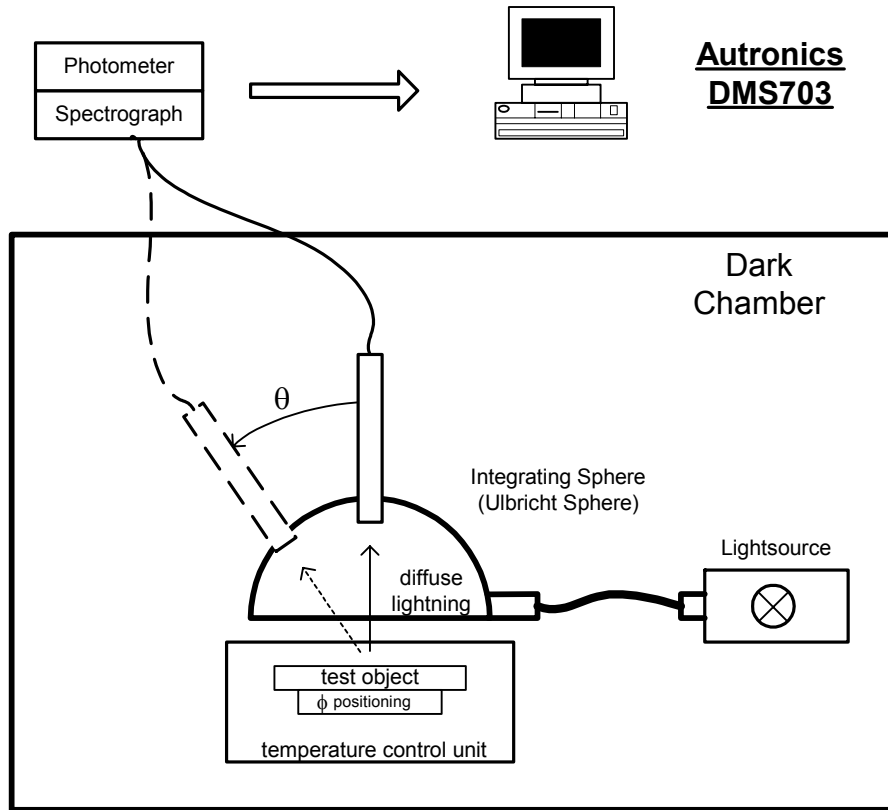 Photometer
Spectrograph
Autronics
DMS703
Dark
Chamber
θ
Integrating Sphere
(Ulbricht Sphere)
Lightsource
diffuse
lightning
test object
ϕ positioning
temperature control unit